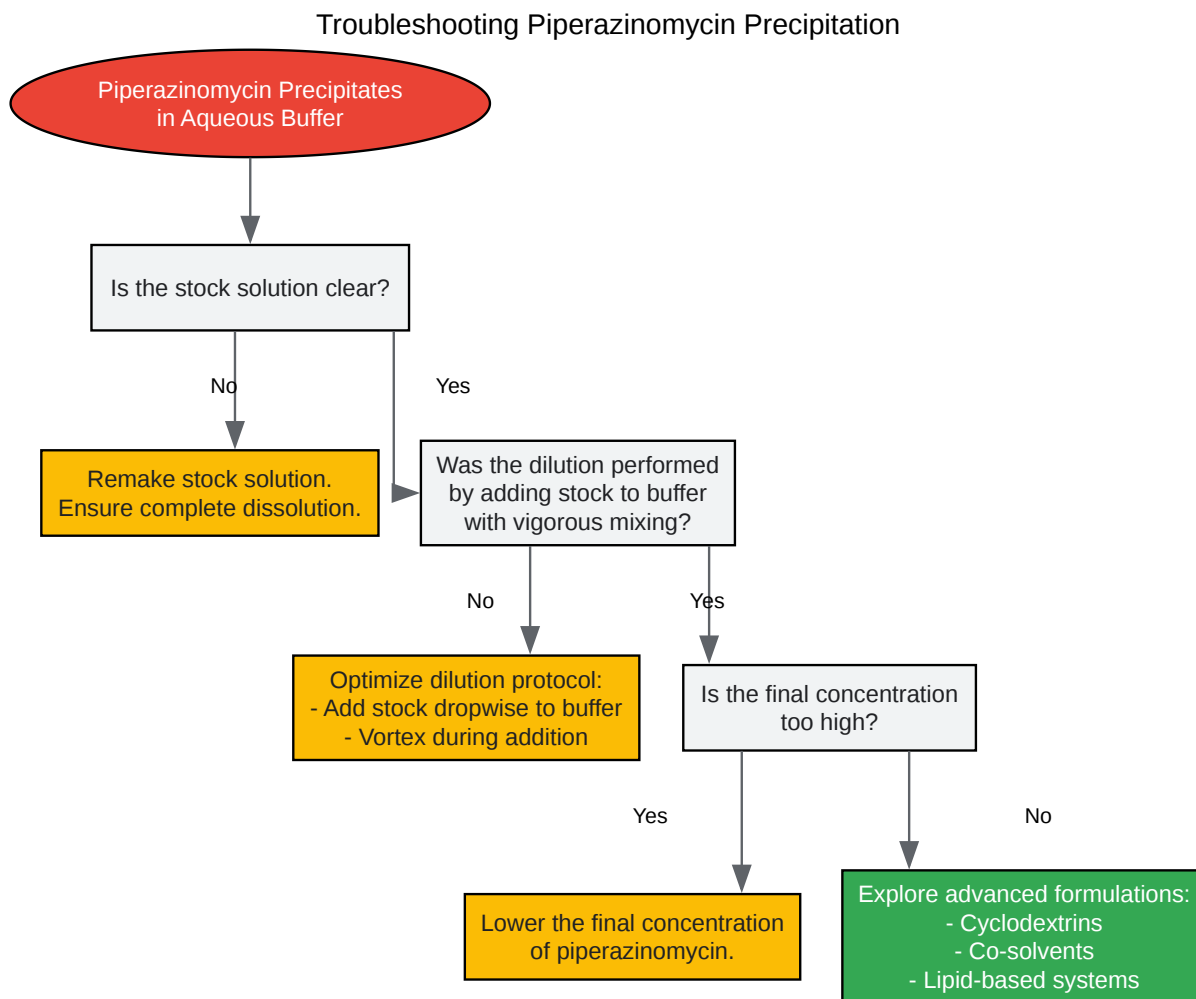 Troubleshooting Piperazinomycin Precipitation
Piperazinomycin Precipitates
in Aqueous Buffer
Is the stock solution clear?
No
Yes
Remake stock solution.
Ensure complete dissolution.
Was the dilution performed
by adding stock to buffer
with vigorous mixing?
No
Yes
Optimize dilution protocol:
- Add stock dropwise to buffer
- Vortex during addition
Is the final concentration
too high?
Yes
No
Lower the final concentration
of piperazinomycin.
Explore advanced formulations:
- Cyclodextrins
- Co-solvents
- Lipid-based systems